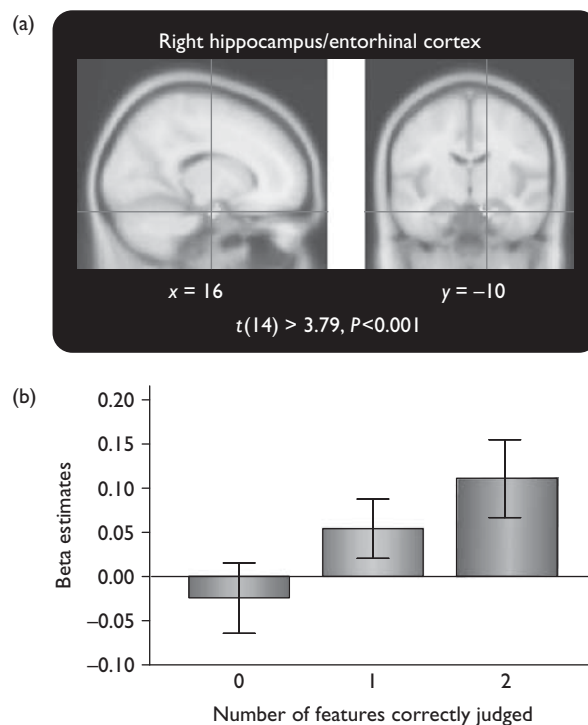 (a)
Right hippocampus/entorhinal cortex
x = 16
y = –10
t(14) > 3.79, P<0.001
(b)
Beta estimates
0.20
0.15
0.10
0.05
0.00
–0.05
–0.10
0
1
2
Number of features correctly judged